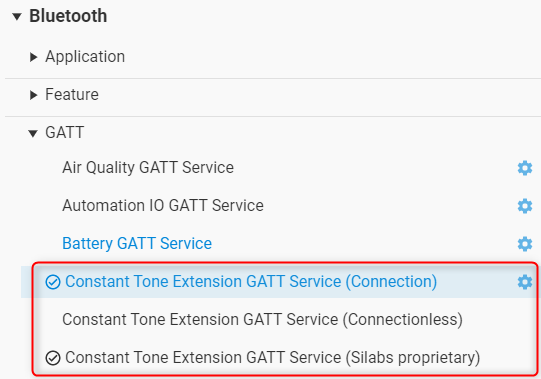 Bluetooth
Application
Feature
GATT
Air Quality GATT Service
Automation IO GATT Service
Battery GATT Service
Constant Tone Extension GATT Service (Connection)
Constant Tone Extension GATT Service (Connectionless)
Constant Tone Extension GATT Service (Silabs proprietary)